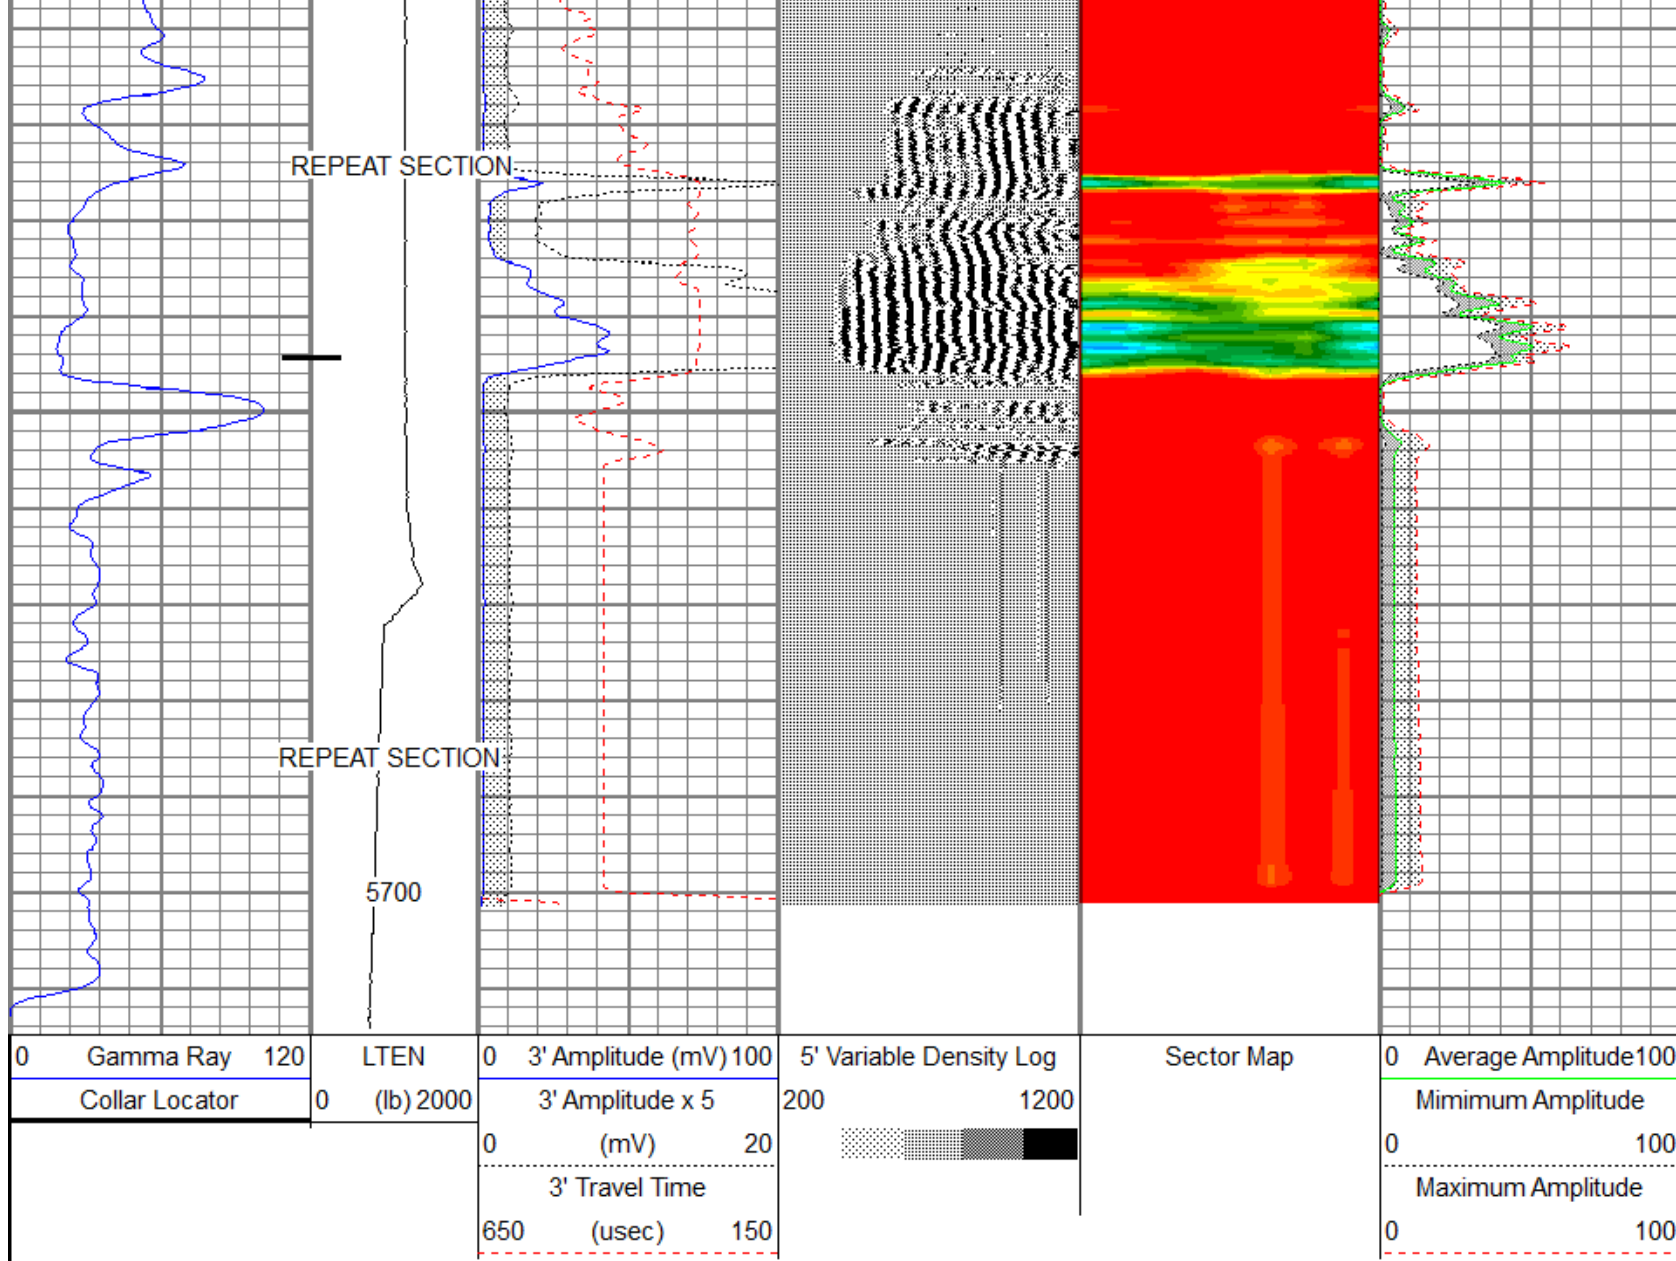 REPEAT SECTION
REPEAT SECTION
5700
0 Gamma Ray 120
Collar Locator
LTEN
0 (lb) 2000
0 3' Amplitude (mV) 100
3' Amplitude x 5
0 (mV) 20
3' Travel Time
650 (usec) 150
5' Variable Density Log
200 1200
Sector Map
0 Average Amplitude 100
Mimimum Amplitude
0 100
Maximum Amplitude
0 100